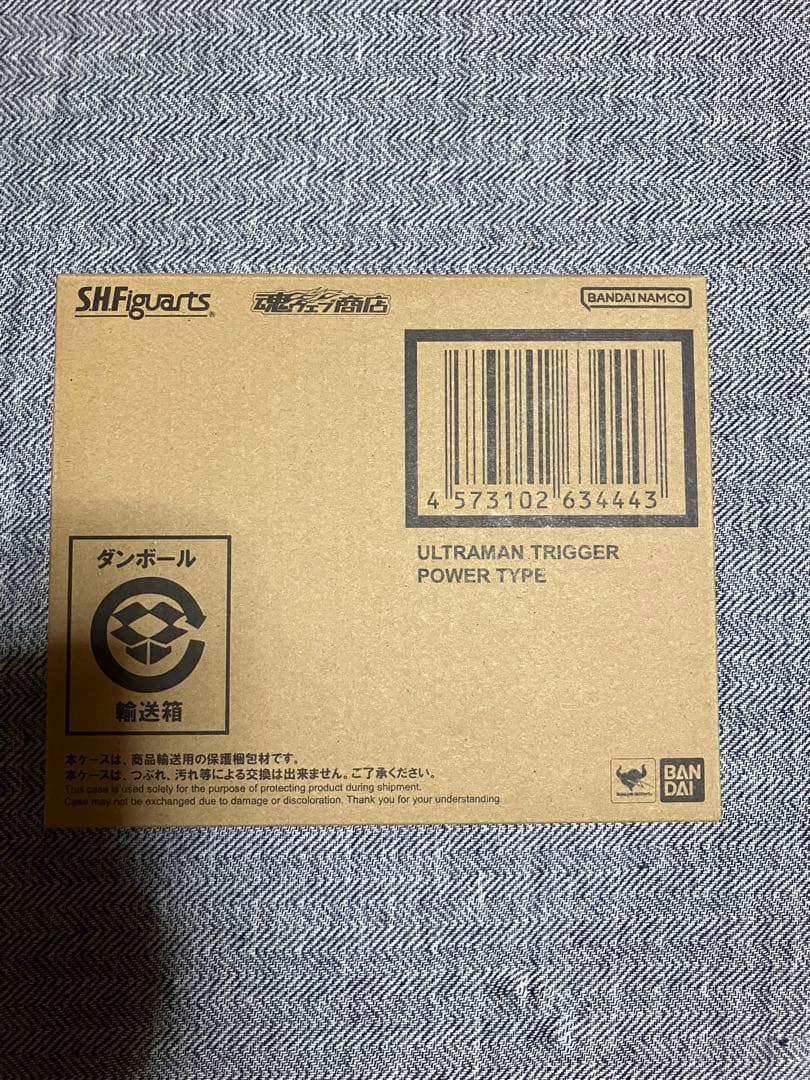 S.H.Figuarts®
魂ウェブ商店
BANDAI NAMCO
4 573102 634443
ULTRAMAN TRIGGER
POWER TYPE
ダンボール
輸送箱
本ケースは、商品輸送用の保護梱包材です。
本ケースは、つぶれ、汚れ等による交換は出来ません。ご了承ください。
This case is used solely for the purpose of protecting product during shipment.
Case may not be exchanged due to damage or discoloration. Thank you for your understanding.
BAN
DAI